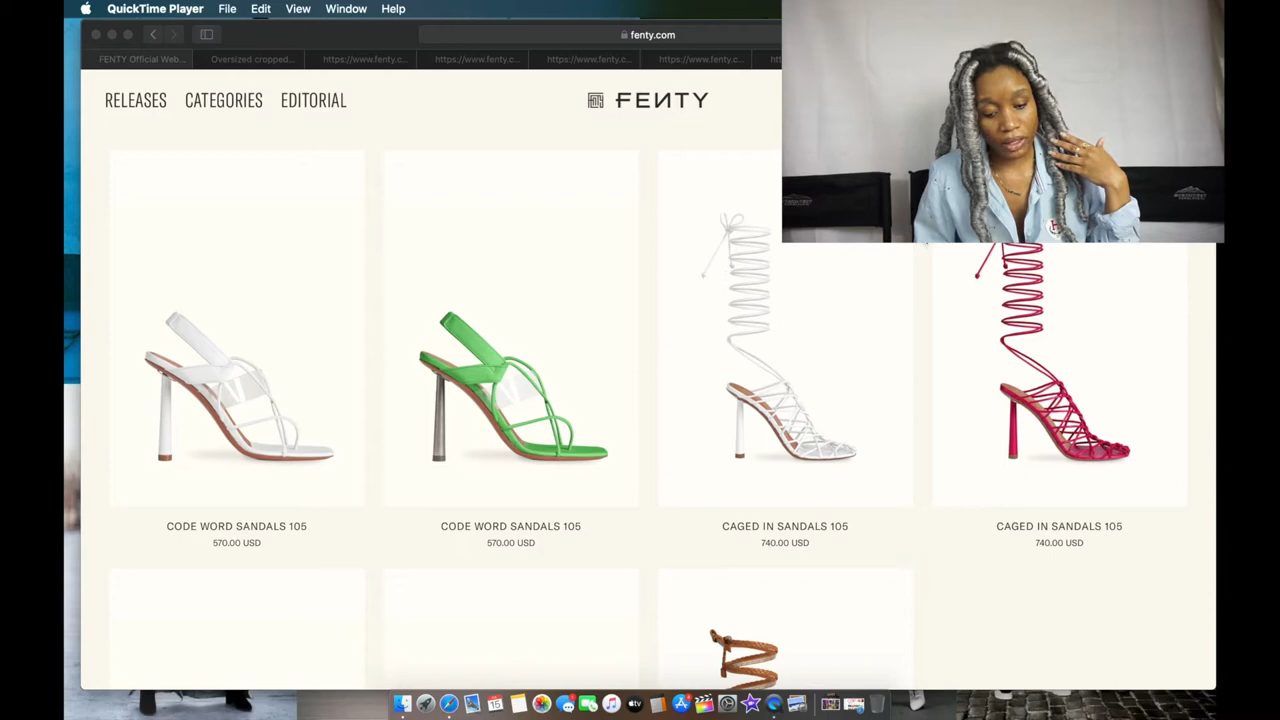 QuickTime Player File Edit View Window Help
fenty.com
FENTY Official Web... Oversized cropped... https://www.fenty.c... https://www.fenty.c... https://www.fenty.c... https://www.fenty.c...
RELEASES CATEGORIES EDITORIAL FENTY
CODE WORD SANDALS 105 CODE WORD SANDALS 105 CAGED IN SANDALS 105 CAGED IN SANDALS 105
570.00 USD 570.00 USD 740.00 USD 740.00 USD
15